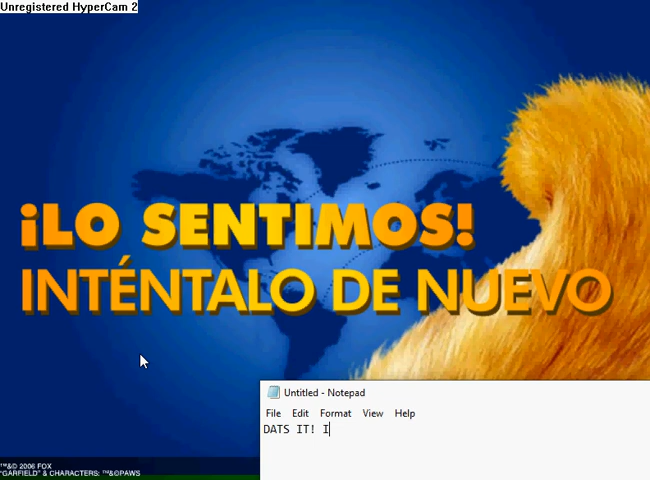 Unregistered HyperCam 2
¡LO SENTIMOS!
INTÉNTALO DE NUEVO
Untitled - Notepad
File Edit Format View Help
DATS IT! I
™&© 2006 FOX
"GARFIELD" & CHARACTERS: ™&©PAWS